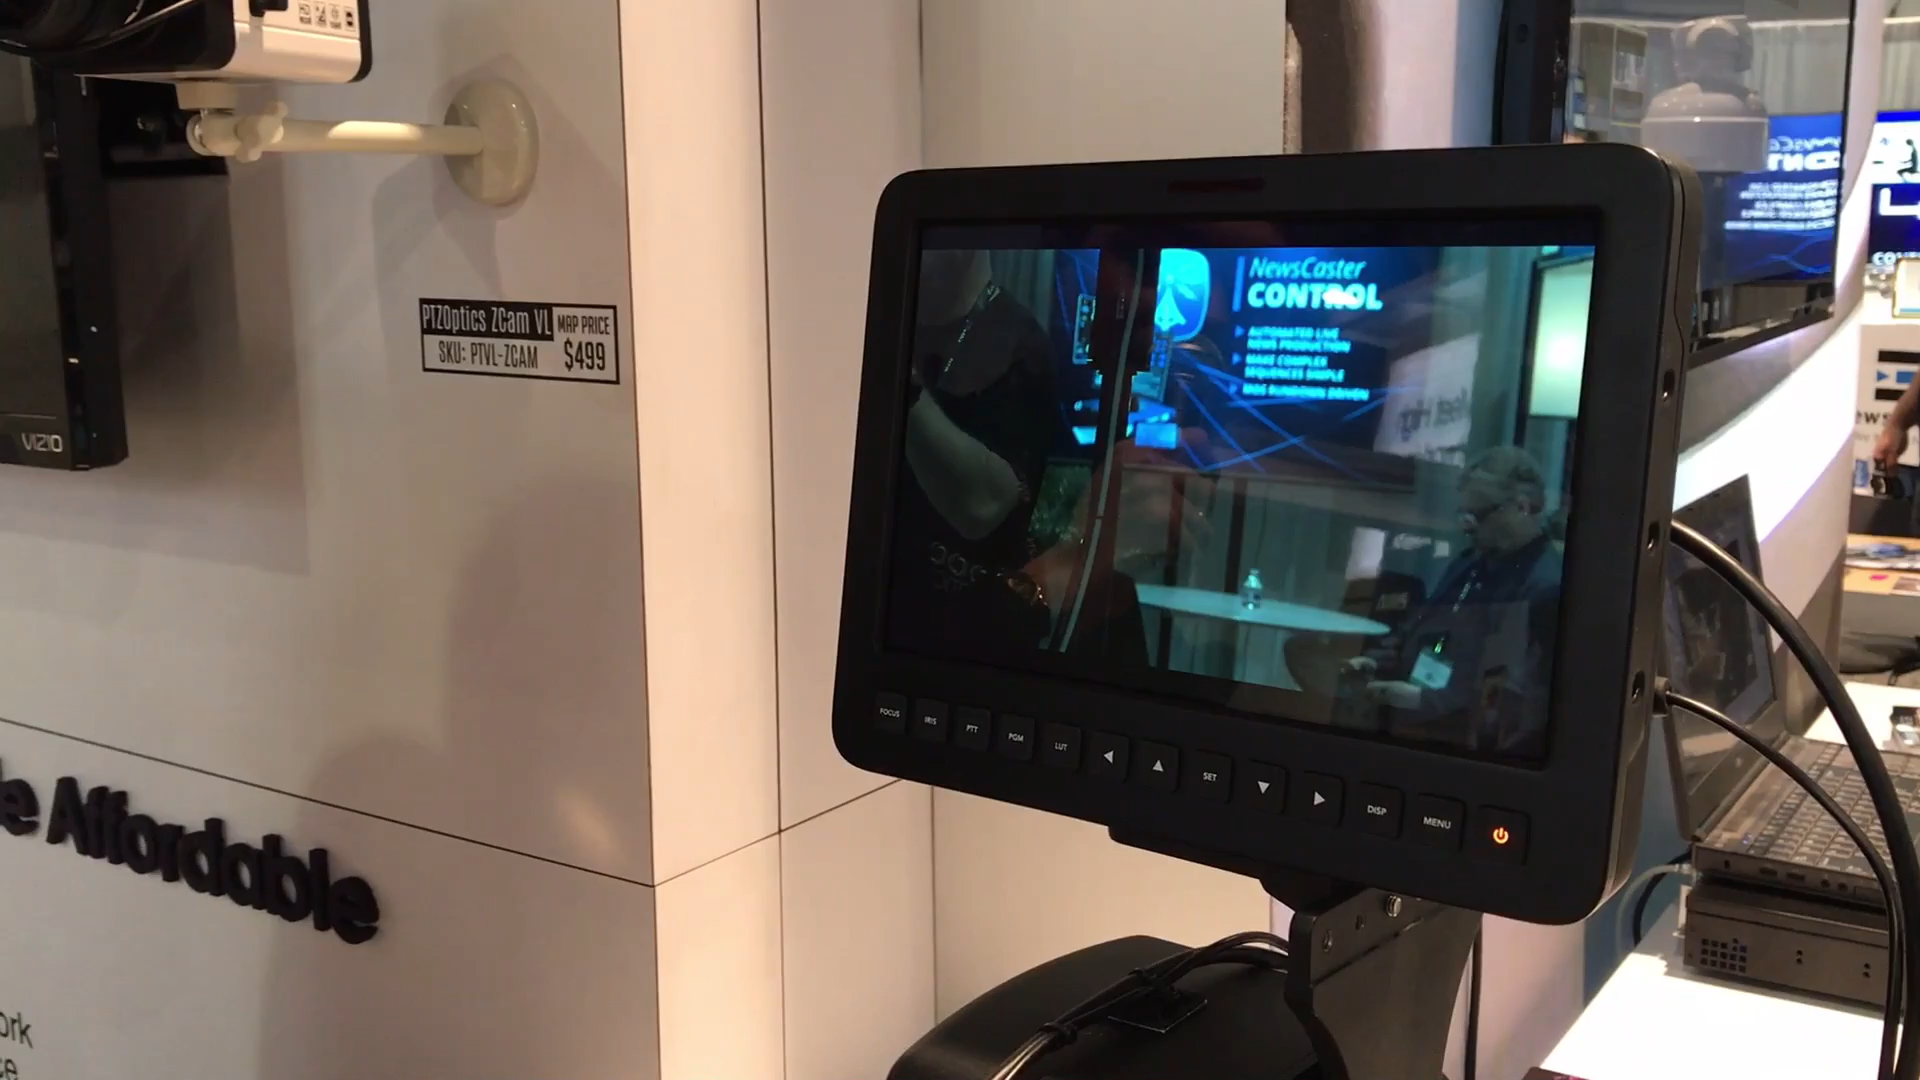 PTZOptics ZCam VL
MAP PRICE
SKU: PTVL-ZCAM
$499
VIZIO
Affordable
NewsCaster
CONTROL
AUTOMATED LIVE
NEWS PRODUCTION
MAKE COMPLEX
SEQUENCES SIMPLE
MOS RUNDOWN DRIVEN
FOCUS
IRIS
PTT
PGM
LUT
SET
DISP
MENU